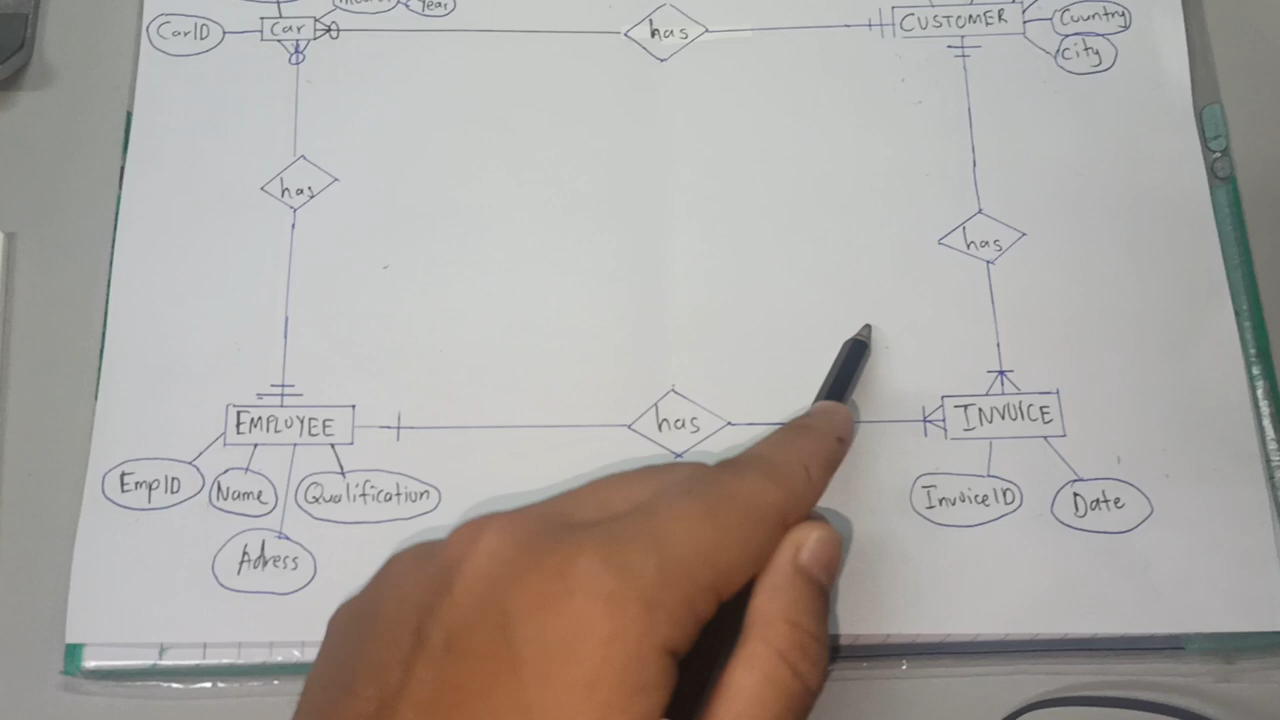 Year
CarID
Car
has
CUSTOMER
Country
City
has
has
EMPLOYEE
has
INVOICE
EmpID
Name
Qualification
InvoiceID
Date
Adress